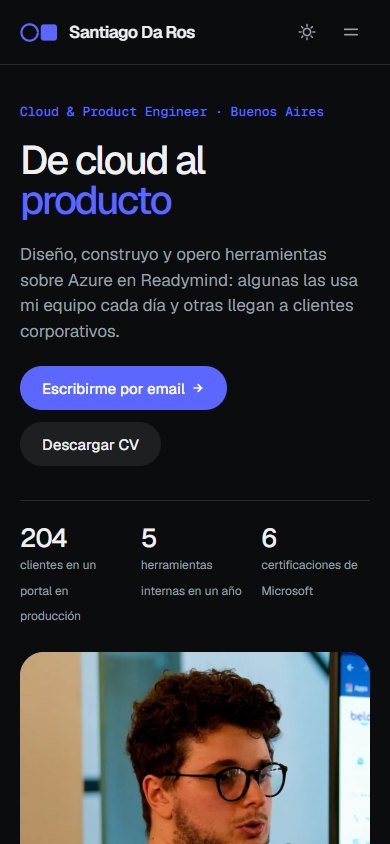 Santiago Da Ros
Cloud & Product Engineer · Buenos Aires
De cloud al
producto
Diseño, construyo y opero herramientas
sobre Azure en Readymind: algunas las usa
mi equipo cada día y otras llegan a clientes
corporativos.
Escribirme por email →
Descargar CV
204
clientes en un
portal en
producción
5
herramientas
internas en un año
6
certificaciones de
Microsoft